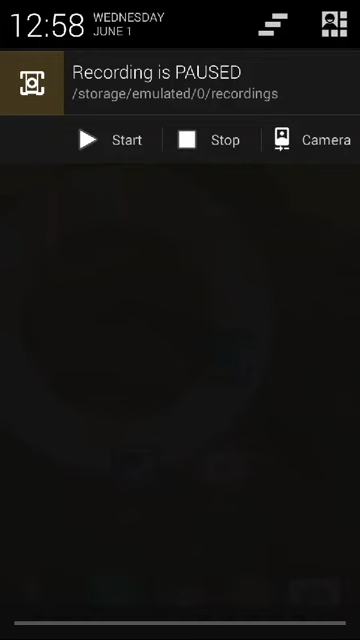 12:58
WEDNESDAY
JUNE 1
Recording is PAUSED
/storage/emulated/0/recordings
Start
Stop
Camera